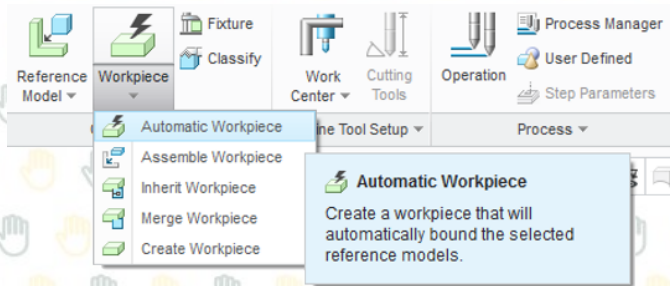 Fixture
Process Manager
Classify
User Defined
Reference Model
Workpiece
Work Center
Cutting Tools
Operation
Step Parameters
ne Tool Setup
Process
Automatic Workpiece
Assemble Workpiece
Inherit Workpiece
Merge Workpiece
Create Workpiece
Automatic Workpiece
Create a workpiece that will
automatically bound the selected
reference models.